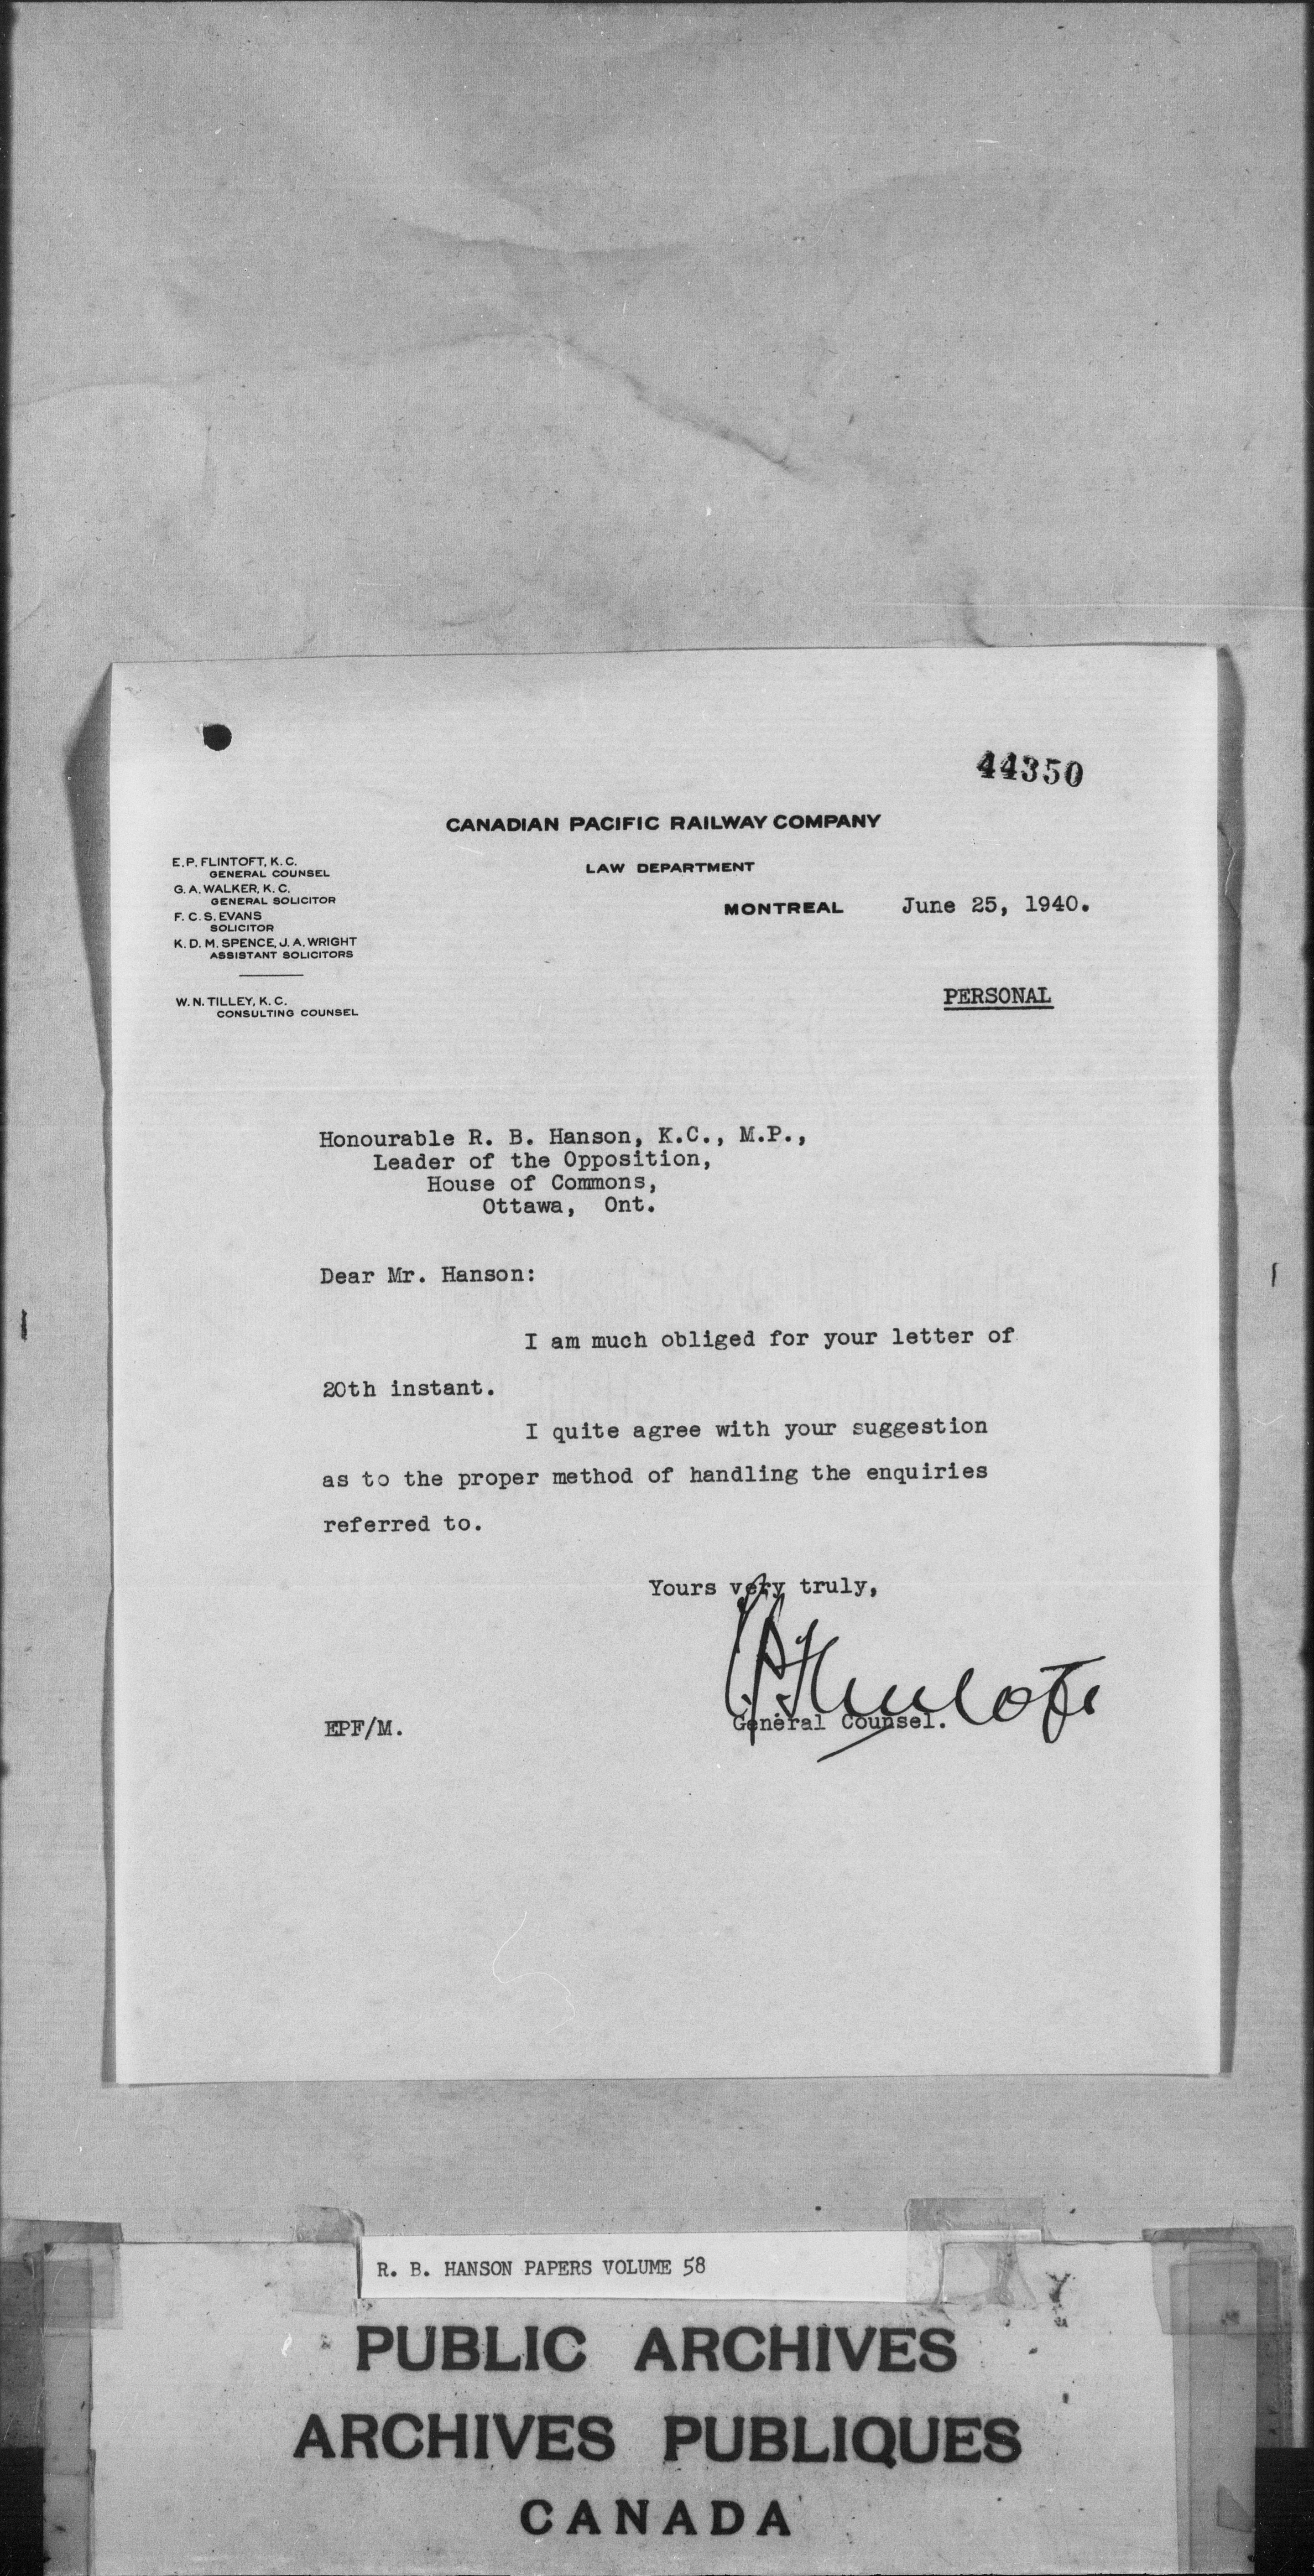 44350
CANADIAN PACIFIC RAILWAY COMPANY
LAW DEPARTMENT
MONTREAL June 25, 1940.
E. P. FLINTOFT, K. C.
GENERAL COUNSEL
G. A. WALKER, K. C.
GENERAL SOLICITOR
F. C. S. EVANS
SOLICITOR
K. D. M. SPENCE, J. A. WRIGHT
ASSISTANT SOLICITORS
W. N. TILLEY, K. C.
CONSULTING COUNSEL
PERSONAL
Honourable R. B. Hanson, K.C., M.P.,
Leader of the Opposition,
House of Commons,
Ottawa, Ont.
Dear Mr. Hanson:
I am much obliged for your letter of
20th instant.
I quite agree with your suggestion
as to the proper method of handling the enquiries
referred to.
Yours very truly,
EPFlintoft
General Counsel.
EPF/M.
R. B. HANSON PAPERS VOLUME 58
PUBLIC ARCHIVES
ARCHIVES PUBLIQUES
CANADA